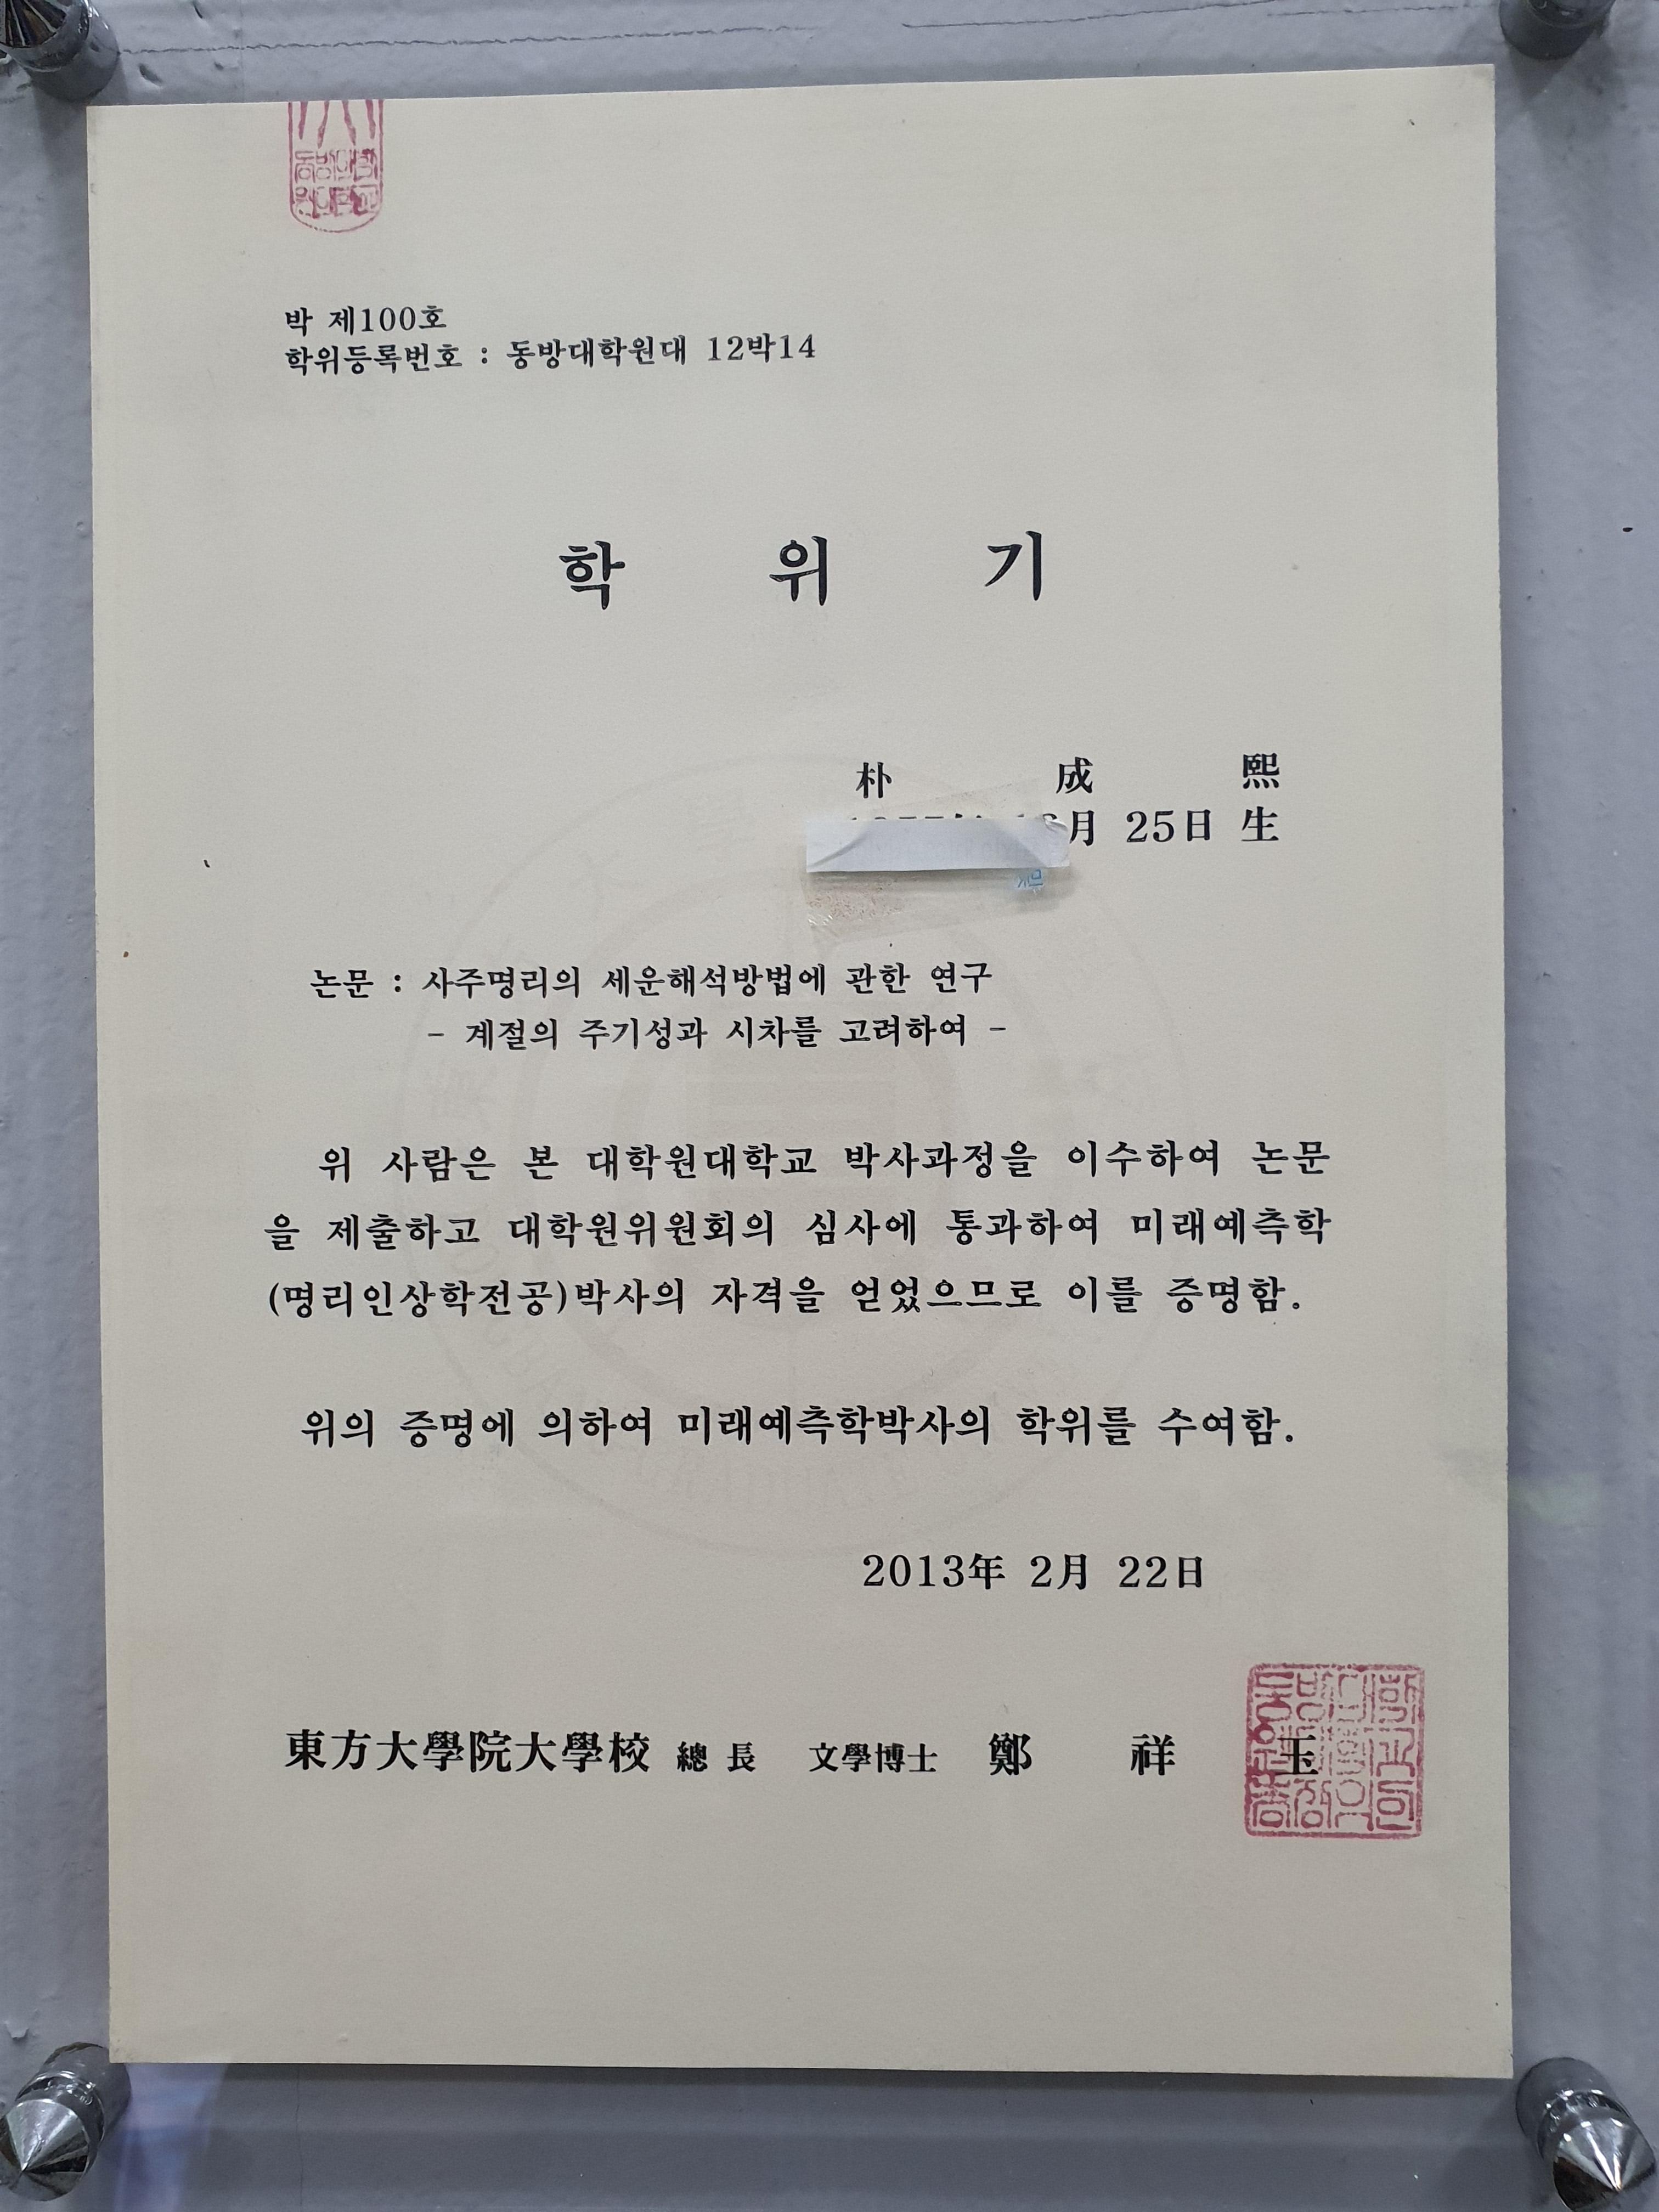 박 제100호
학위등록번호 : 동방대학원대 12박14
학 위 기
朴 成 熙
月 25日 生
논문 : 사주명리의 세운해석방법에 관한 연구
- 계절의 주기성과 시차를 고려하여 -
위 사람은 본 대학원대학교 박사과정을 이수하여 논문
을 제출하고 대학원위원회의 심사에 통과하여 미래예측학
(명리인상학전공)박사의 자격을 얻었으므로 이를 증명함.
위의 증명에 의하여 미래예측학박사의 학위를 수여함.
2013年 2月 22日
東方大學院大學校 總長 文學博士 鄭 祥 玉